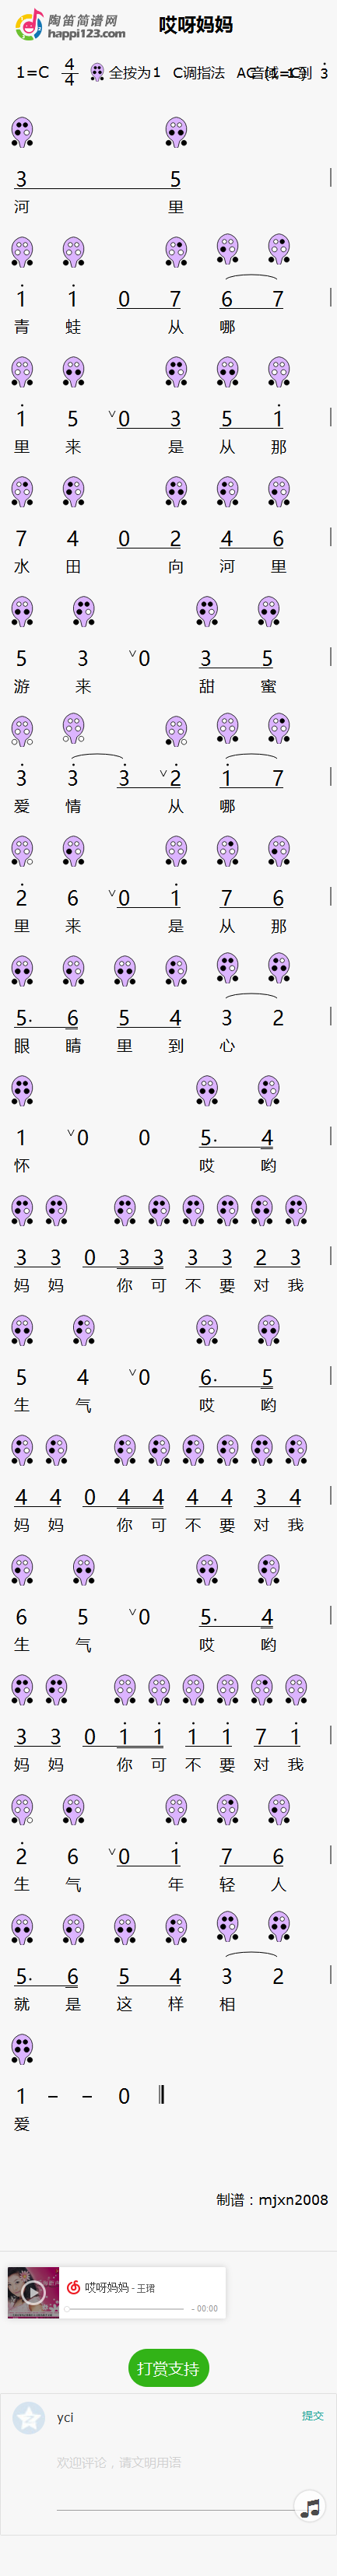 陶笛简谱网
happi123.com
哎呀妈妈
1=C 4/4 全按为1 C调指法
3 5
河 里
1 1 0 7 6 7
青 蛙 从 哪
1 5 ∨0 3 5 1
里 来 是 从 那
7 4 0 2 4 6
水 田 向 河 里
5 3 ∨0 3 5
游 来 甜 蜜
3 3 3 ∨2 1 7
爱 情 从 哪
2 6 ∨0 1 7 6
里 来 是 从 那
5· 6 5 4 3 2
眼 睛 里 到 心
1 ∨0 0 5· 4
怀 哎 哟
3 3 0 3 3 3 3 2 3
妈 妈 你 可 不 要 对 我
5 4 ∨0 6· 5
生 气 哎 哟
4 4 0 4 4 4 4 3 4
妈 妈 你 可 不 要 对 我
6 5 ∨0 5· 4
生 气 哎 哟
3 3 0 1 1 1 1 7 1
妈 妈 你 可 不 要 对 我
2 6 ∨0 1 7 6
生 气 年 轻 人
5· 6 5 4 3 2
就 是 这 样 相
1 – – 0
爱
制谱：mjxn2008
哎呀妈妈 - 王珺
- 00:00
打赏支持
yci
提交
欢迎评论，请文明用语